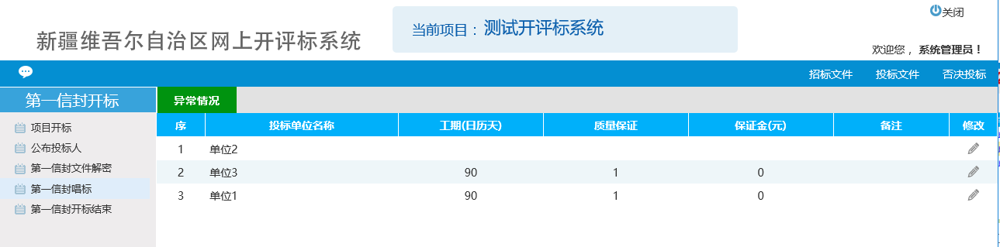 关闭
当前项目： 测试开评标系统
新疆维吾尔自治区网上开评标系统
欢迎您， 系统管理员！
招标文件 投标文件 否决投标
第一信封开标 异常情况
项目开标
公布投标人
第一信封文件解密
第一信封唱标
第一信封开标结束
序 投标单位名称 工期(日历天) 质量保证 保证金(元) 备注 修改
1 单位2
2 单位3 90 1 0
3 单位1 90 1 0